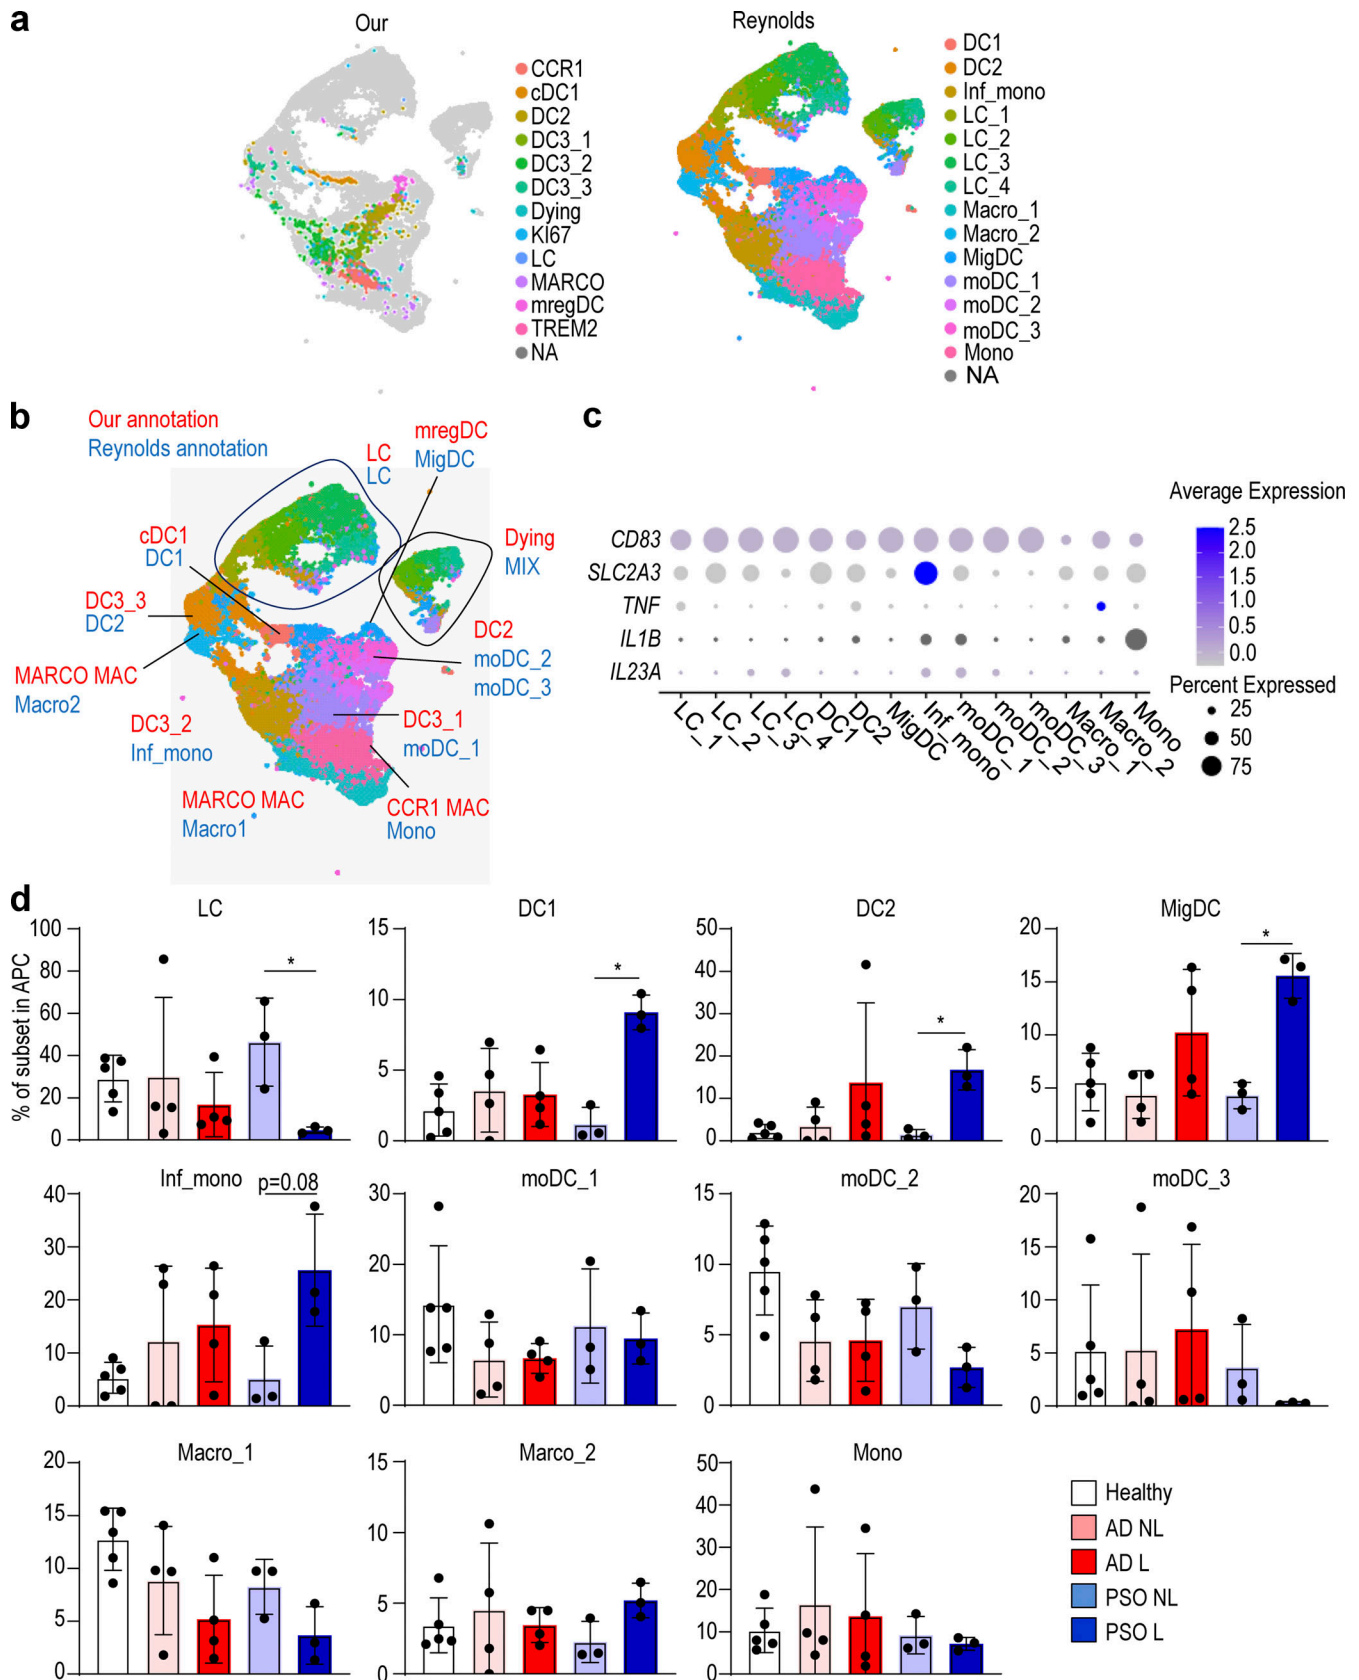 a
Our
CCR1
cDC1
DC2
DC3_1
DC3_2
DC3_3
Dying
KI67
LC
MARCO
mregDC
TREM2
NA
Reynolds
DC1
DC2
Inf_mono
LC_1
LC_2
LC_3
LC_4
Macro_1
Macro_2
MigDC
moDC_1
moDC_2
moDC_3
Mono
NA
b
Our annotation
Reynolds annotation
LC
LC
mregDC
MigDC
cDC1
DC1
Dying
MIX
DC3_3
DC2
DC2
moDC_2
moDC_3
MARCO MAC
Macro2
DC3_2
Inf_mono
DC3_1
moDC_1
MARCO MAC
Macro1
CCR1 MAC
Mono
c
CD83
SLC2A3
TNF
IL1B
IL23A
LC_1
LC_2
LC_3
LC_4
DC1
DC2
MigDC
Inf_mono
moDC_1
moDC_2
moDC_3
Macro_1
Macro_2
Mono
Average Expression
2.5
2.0
1.5
1.0
0.5
0.0
Percent Expressed
25
50
75
d
% of subset in APC
LC
100
80
60
40
20
0
*
DC1
15
10
5
0
*
DC2
50
40
30
20
10
0
*
MigDC
20
15
10
5
0
*
Inf_mono
p=0.08
40
30
20
10
0
moDC_1
30
20
10
0
moDC_2
15
10
5
0
moDC_3
20
15
10
5
0
Macro_1
20
15
10
5
0
Marco_2
15
10
5
0
Mono
50
40
30
20
10
0
Healthy
AD NL
AD L
PSO NL
PSO L